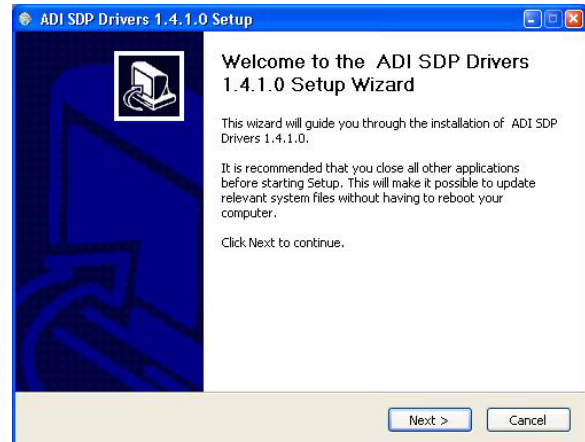 ADI SDP Drivers 1.4.1.0 Setup
Welcome to the ADI SDP Drivers
1.4.1.0 Setup Wizard
This wizard will guide you through the installation of ADI SDP
Drivers 1.4.1.0.
It is recommended that you close all other applications
before starting Setup. This will make it possible to update
relevant system files without having to reboot your
computer.
Click Next to continue.
Next >
Cancel